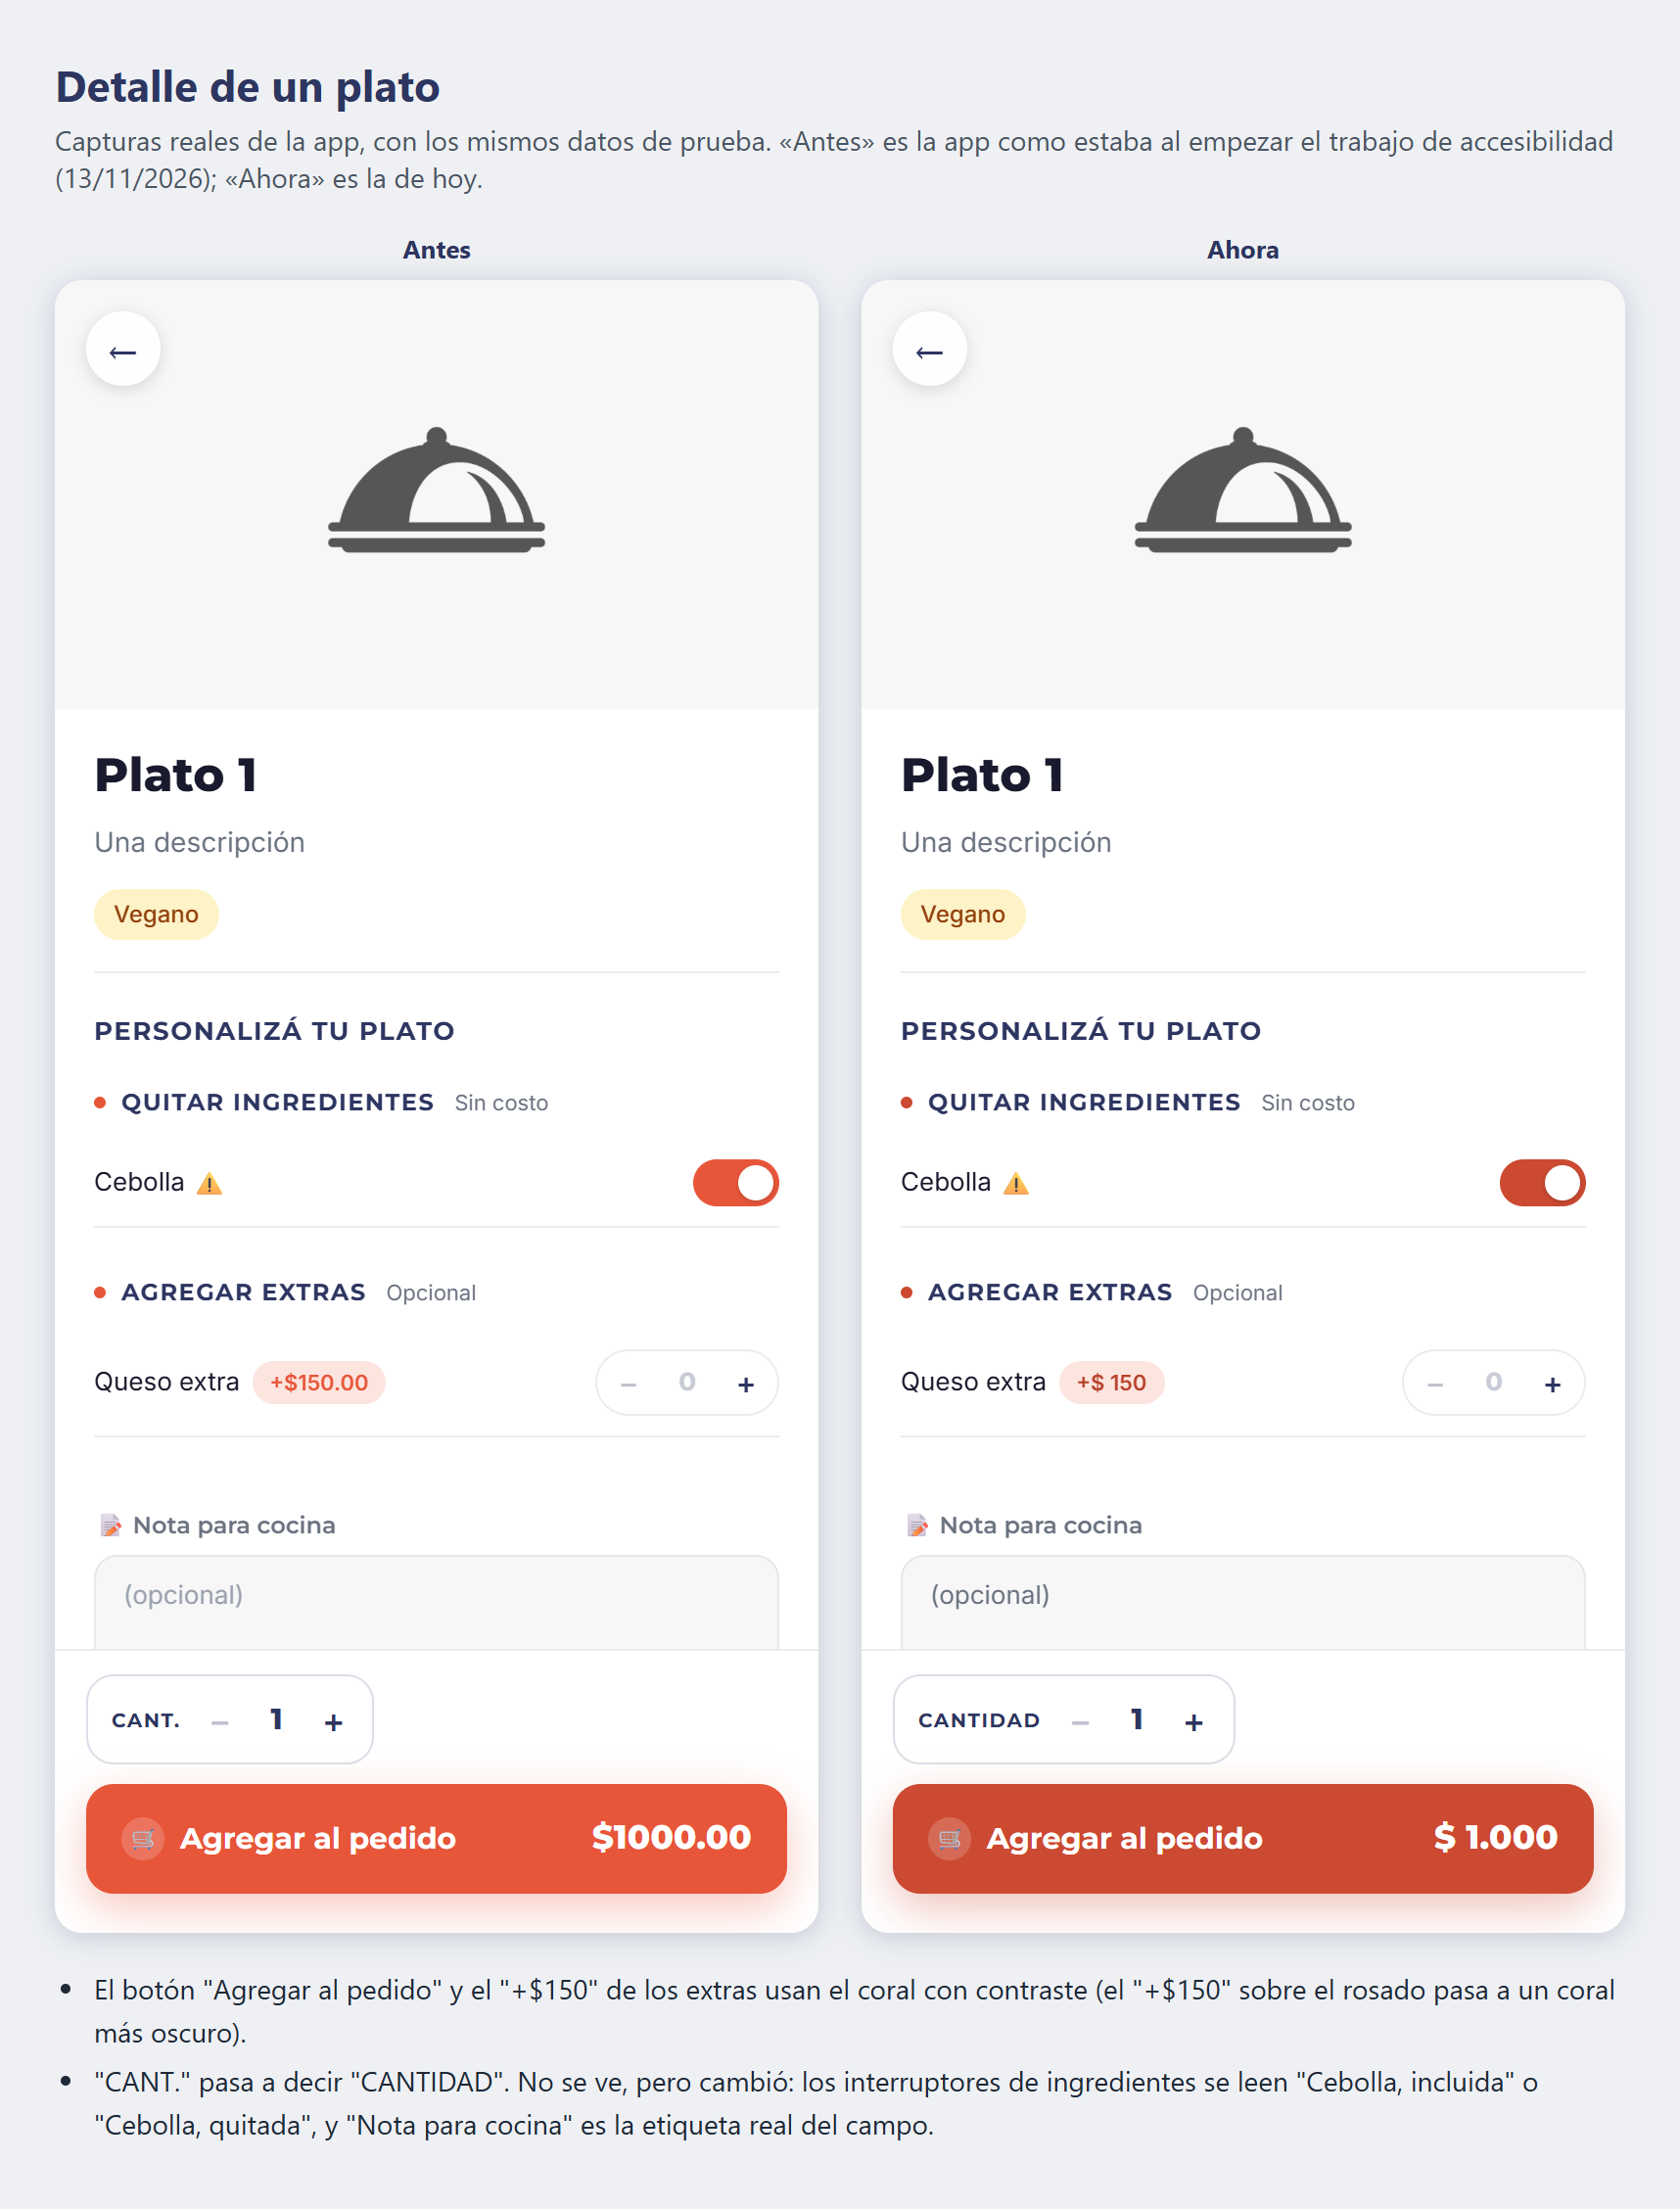 Detalle de un plato
Capturas reales de la app, con los mismos datos de prueba. «Antes» es la app como estaba al empezar el trabajo de accesibilidad
(13/11/2026); «Ahora» es la de hoy.
Antes
←
Plato 1
Una descripción
Vegano
PERSONALIZÁ TU PLATO
• QUITAR INGREDIENTES Sin costo
Cebolla ⚠️
• AGREGAR EXTRAS Opcional
Queso extra +$150.00 − 0 +
📝 Nota para cocina
(opcional)
CANT. − 1 +
🛒 Agregar al pedido $1000.00
Ahora
←
Plato 1
Una descripción
Vegano
PERSONALIZÁ TU PLATO
• QUITAR INGREDIENTES Sin costo
Cebolla ⚠️
• AGREGAR EXTRAS Opcional
Queso extra +$ 150 − 0 +
📝 Nota para cocina
(opcional)
CANTIDAD − 1 +
🛒 Agregar al pedido $ 1.000
• El botón "Agregar al pedido" y el "+$150" de los extras usan el coral con contraste (el "+$150" sobre el rosado pasa a un coral
más oscuro).
• "CANT." pasa a decir "CANTIDAD". No se ve, pero cambió: los interruptores de ingredientes se leen "Cebolla, incluida" o
"Cebolla, quitada", y "Nota para cocina" es la etiqueta real del campo.